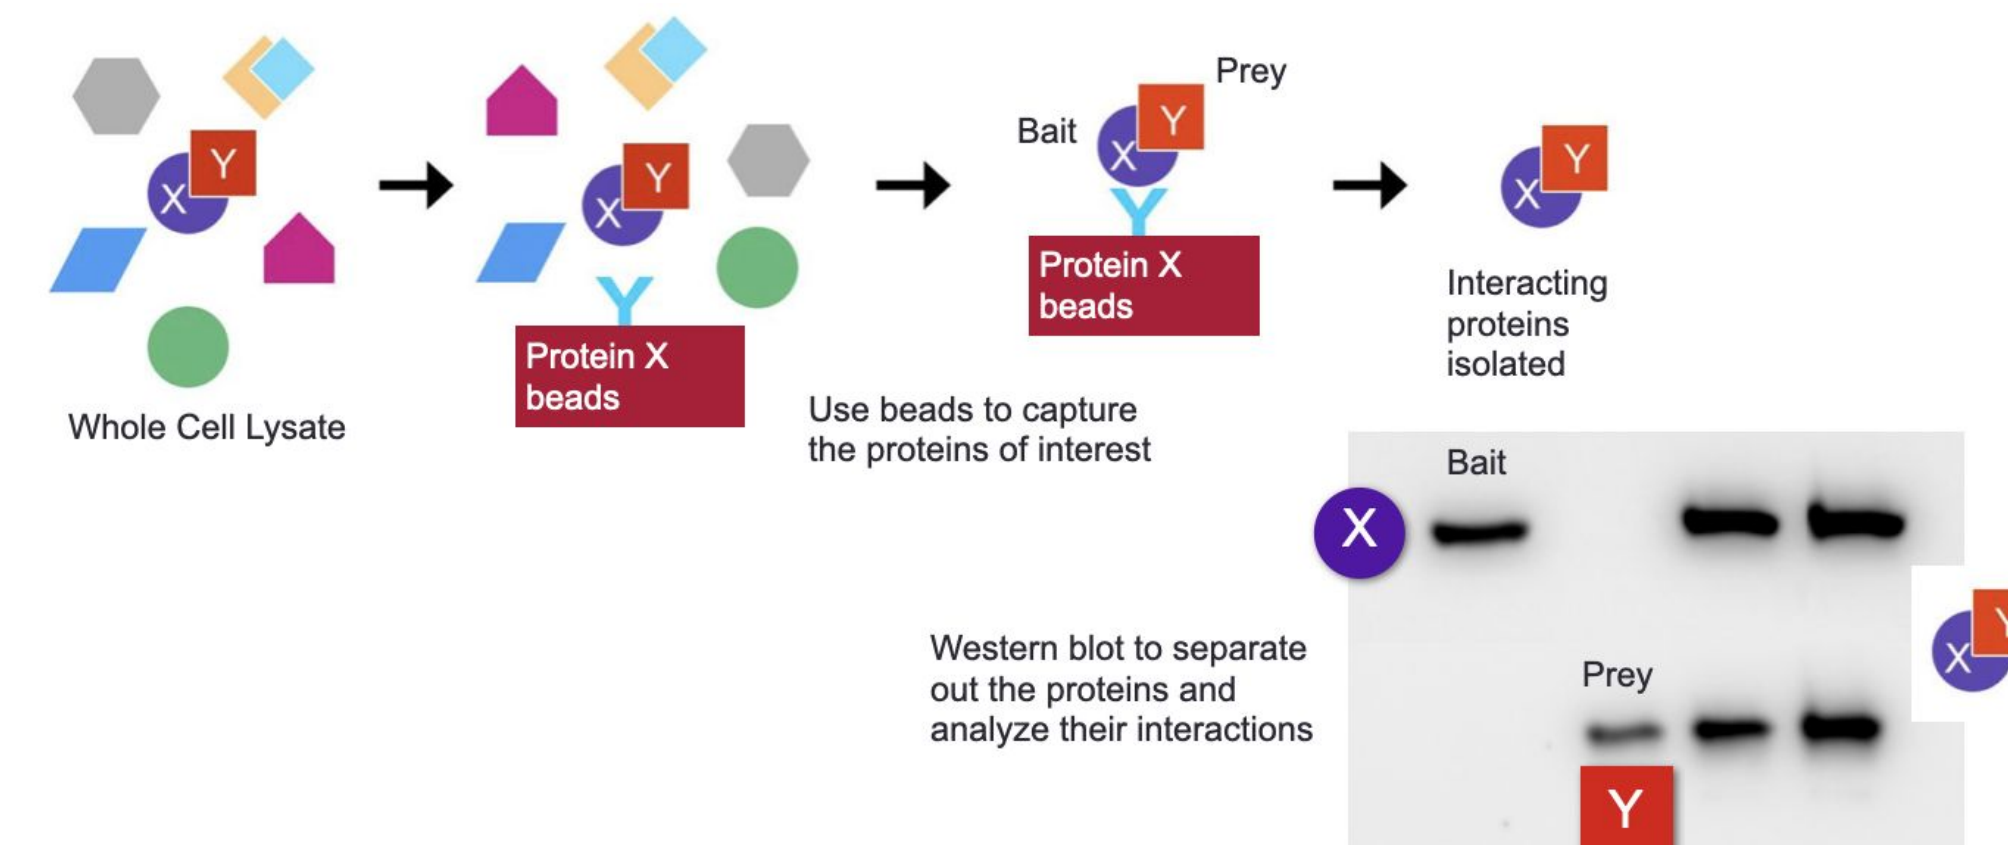 Y
X
Whole Cell Lysate
Y
X
Y
Protein X
beads
Use beads to capture
the proteins of interest
Prey
Bait
Y
X
Y
Protein X
beads
Y
X
Interacting
proteins
isolated
Bait
X
Western blot to separate
out the proteins and
analyze their interactions
Prey
Y
X
Y